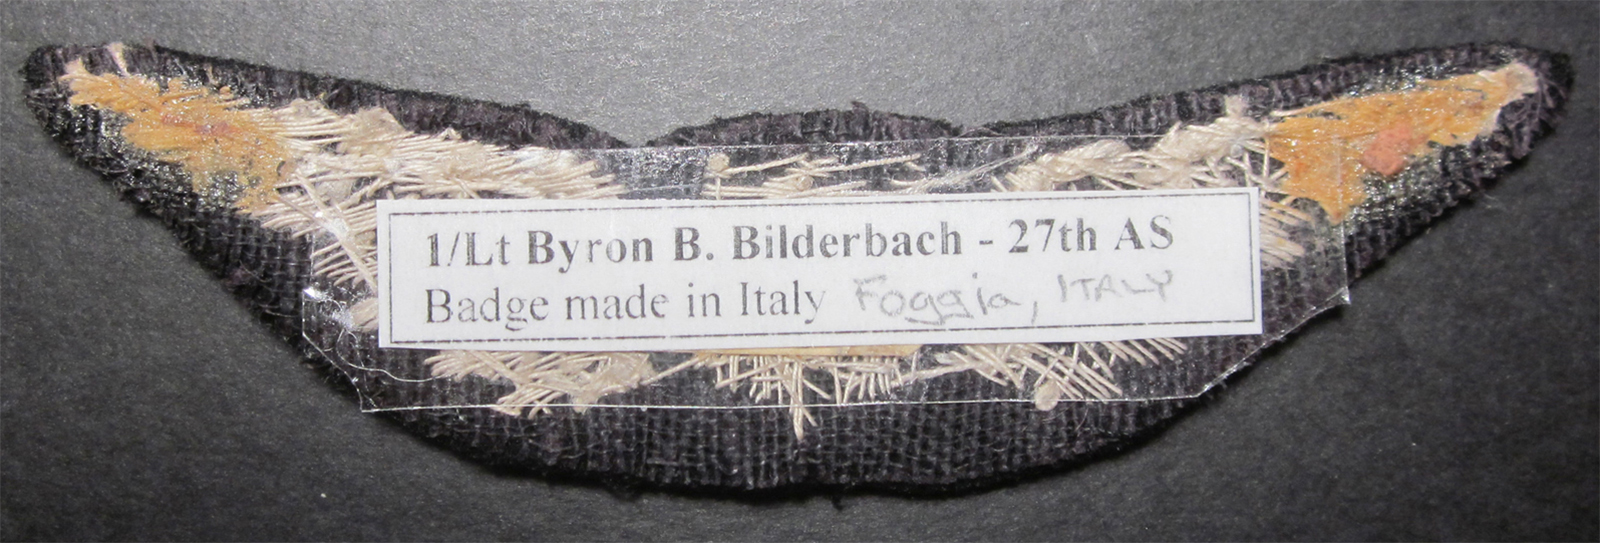 1/Lt Byron B. Bilderbach - 27th AS
Badge made in Italy Foggia, ITALY